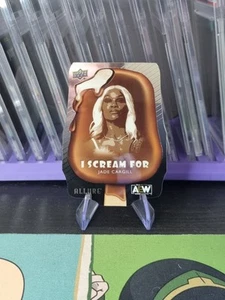 I SCREAM FOR
JADE CARGILL
ALLURE
AEW